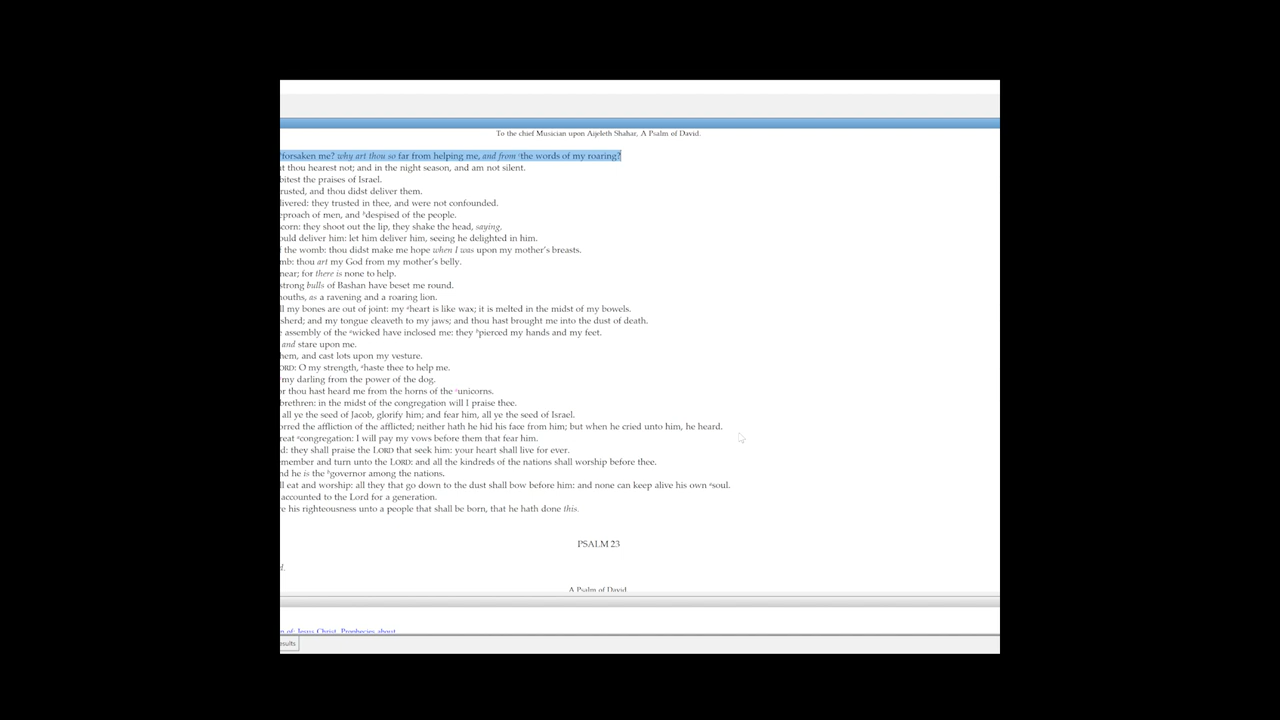 To the chief Musician upon Aijeleth Shahar, A Psalm of David.
forsaken me? why art thou so far from helping me, and from the words of my roaring?
t thou hearest not; and in the night season, and am not silent.
bitest the praises of Israel.
rusted, and thou didst deliver them.
livered: they trusted in thee, and were not confounded.
eproach of men, and bdespised of the people.
corn: they shoot out the lip, they shake the head, saying,
ould deliver him: let him deliver him, seeing he delighted in him.
f the womb: thou didst make me hope when I was upon my mother's breasts.
mb: thou art my God from my mother's belly.
near; for there is none to help.
strong bulls of Bashan have beset me round.
nouths, as a ravening and a roaring lion.
ll my bones are out of joint: my aheart is like wax; it is melted in the midst of my bowels.
sherd; and my tongue cleaveth to my jaws; and thou hast brought me into the dust of death.
e assembly of the awicked have inclosed me: they bpierced my hands and my feet.
and stare upon me.
hem, and cast lots upon my vesture.
ORD: O my strength, ahaste thee to help me.
my darling from the power of the dog.
or thou hast heard me from the horns of the unicorns.
brethren: in the midst of the congregation will I praise thee.
all ye the seed of Jacob, glorify him; and fear him, all ye the seed of Israel.
orred the affliction of the afflicted; neither hath he hid his face from him; but when he cried unto him, he heard.
reat acongregation: I will pay my vows before them that fear him.
d: they shall praise the LORD that seek him: your heart shall live for ever.
emember and turn unto the LORD: and all the kindreds of the nations shall worship before thee.
nd he is the bgovernor among the nations.
ll eat and worship: all they that go down to the dust shall bow before him: and none can keep alive his own asoul.
accounted to the Lord for a generation.
re his righteousness unto a people that shall be born, that he hath done this.
PSALM 23
d.
A Psalm of David
n of; Jesus Christ, Prophecies about
esults